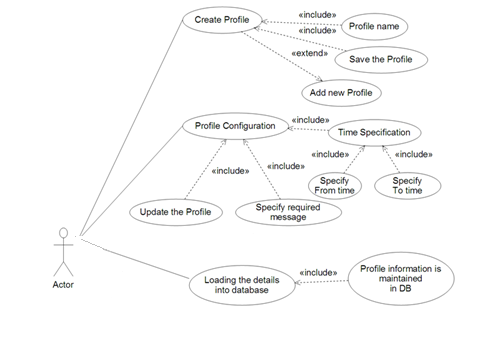 Create Profile
«include»
Profile name
«include»
Save the Profile
«extend»
Add new Profile
Profile Configuration
«include»
Time Specification
«include»
«include»
«include»
«include»
Specify
From time
Specify
To time
Update the Profile
Specify required
message
Actor
Loading the details
into database
«include»
Profile information is
maintained
in DB